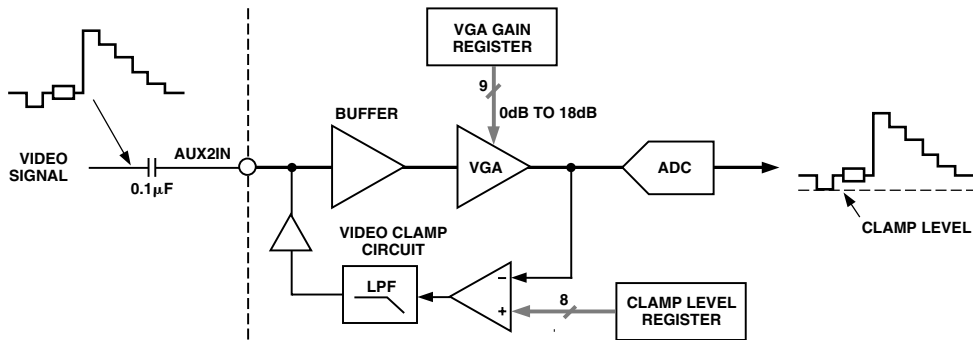 VGA GAIN
REGISTER
9
0dB TO 18dB
BUFFER
VIDEO
SIGNAL
AUX2IN
0.1μF
VGA
ADC
CLAMP LEVEL
VIDEO CLAMP
CIRCUIT
LPF
–
+
8
CLAMP LEVEL
REGISTER